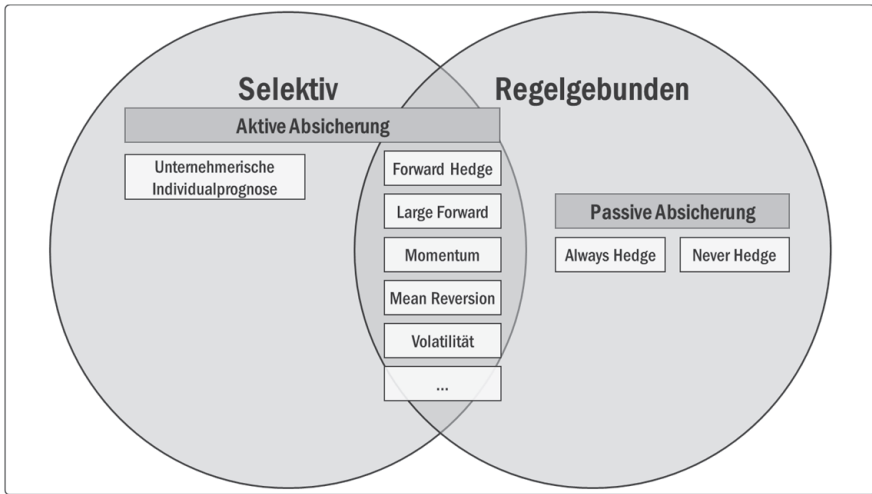 Selektiv
Regelgebunden
Aktive Absicherung
Unternehmerische
Individualprognose
Forward Hedge
Large Forward
Momentum
Mean Reversion
Volatilität
...
Passive Absicherung
Always Hedge
Never Hedge